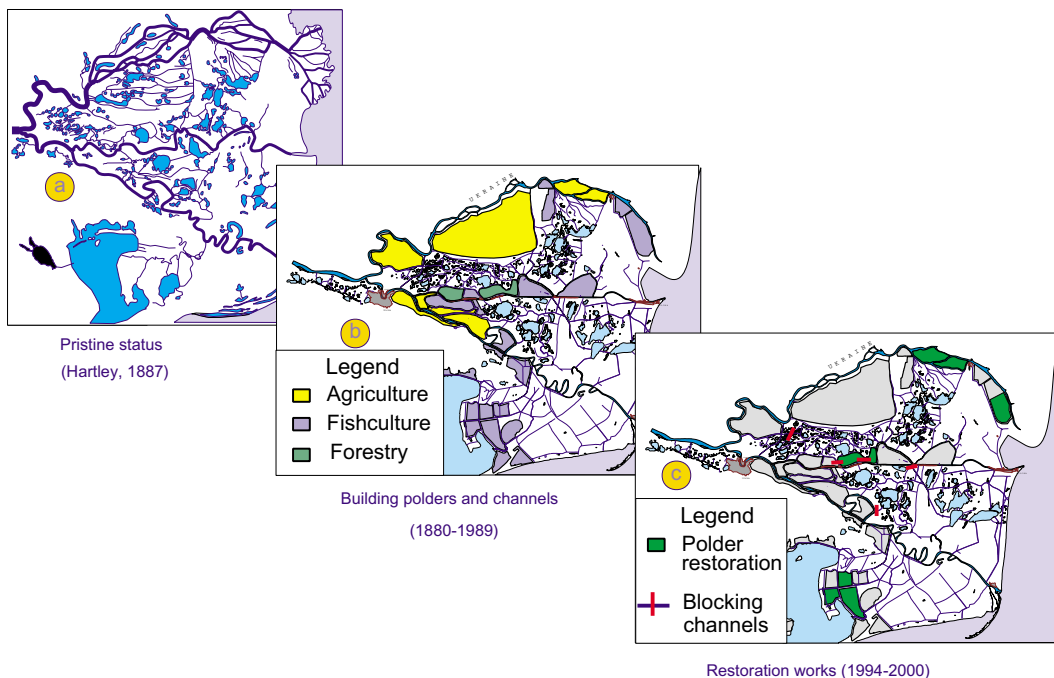 a
Pristine status
(Hartley, 1887)
UKRAINE
b
Legend
Agriculture
Fishculture
Forestry
Building polders and channels
(1880-1989)
UKRAINE
c
Legend
Polder
restoration
Blocking
channels
Restoration works (1994-2000)